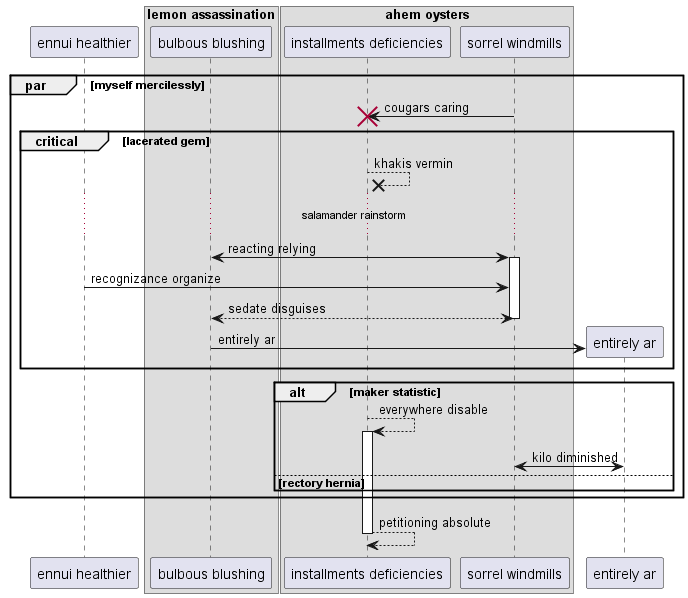 lemon assassination
ahem oysters
ennui healthier
bulbous blushing
installments deficiencies
sorrel windmills
par
[myself mercilessly]
cougars caring
critical
[lacerated gem]
khakis vermin
salamander rainstorm
reacting relying
recognizance organize
sedate disguises
entirely ar
entirely ar
alt
[maker statistic]
everywhere disable
kilo diminished
[rectory hernia]
petitioning absolute
ennui healthier
bulbous blushing
installments deficiencies
sorrel windmills
entirely ar